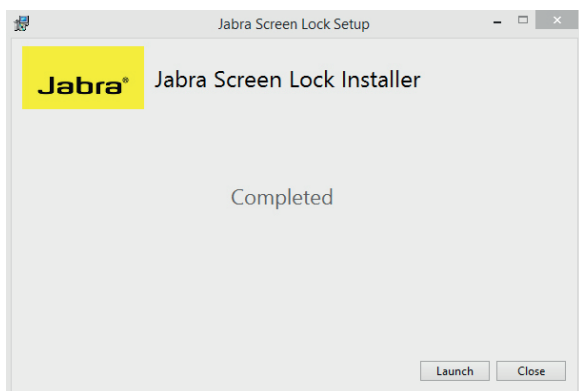 Jabra Screen Lock Setup
Jabra®
Jabra Screen Lock Installer
Completed
Launch
Close